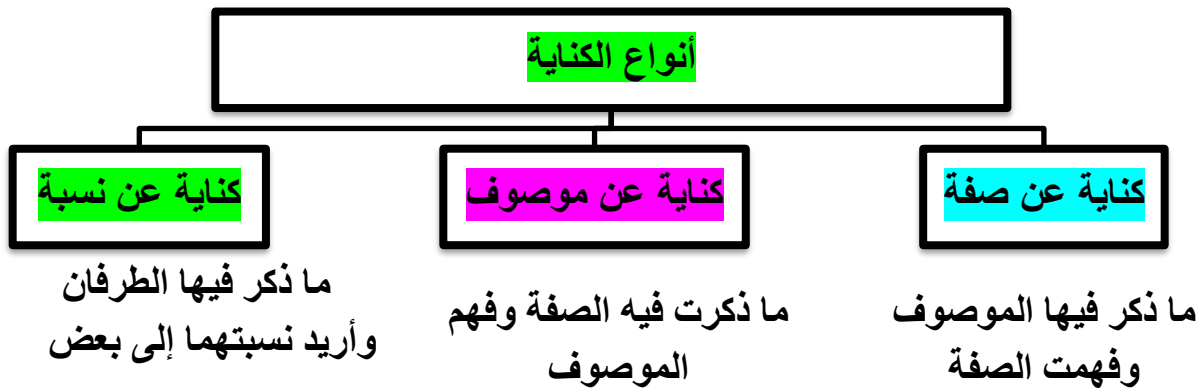 أنواع الكناية
كناية عن صفة
ما ذكر فيها الموصوف
وفهمت الصفة
كناية عن موصوف
ما ذكرت فيه الصفة وفهم
الموصوف
كناية عن نسبة
ما ذكر فيها الطرفان
وأريد نسبتهما إلى بعض